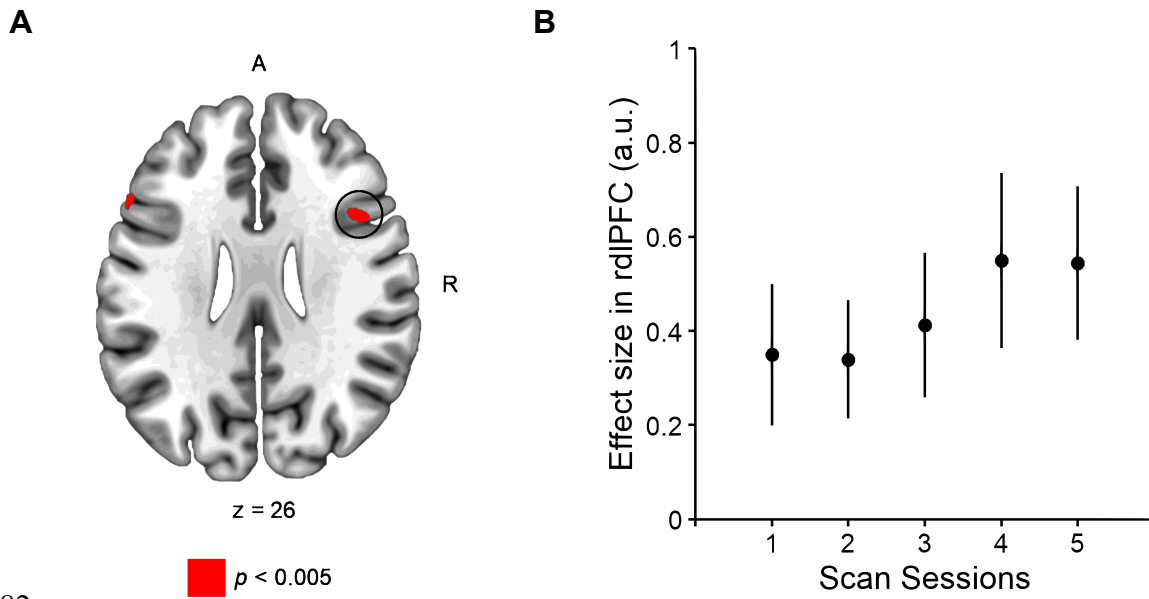 A
B
A
R
z = 26
p < 0.005
Effect size in rdlPFC (a.u.)
1
0.8
0.6
0.4
0.2
0
1 2 3 4 5
Scan Sessions